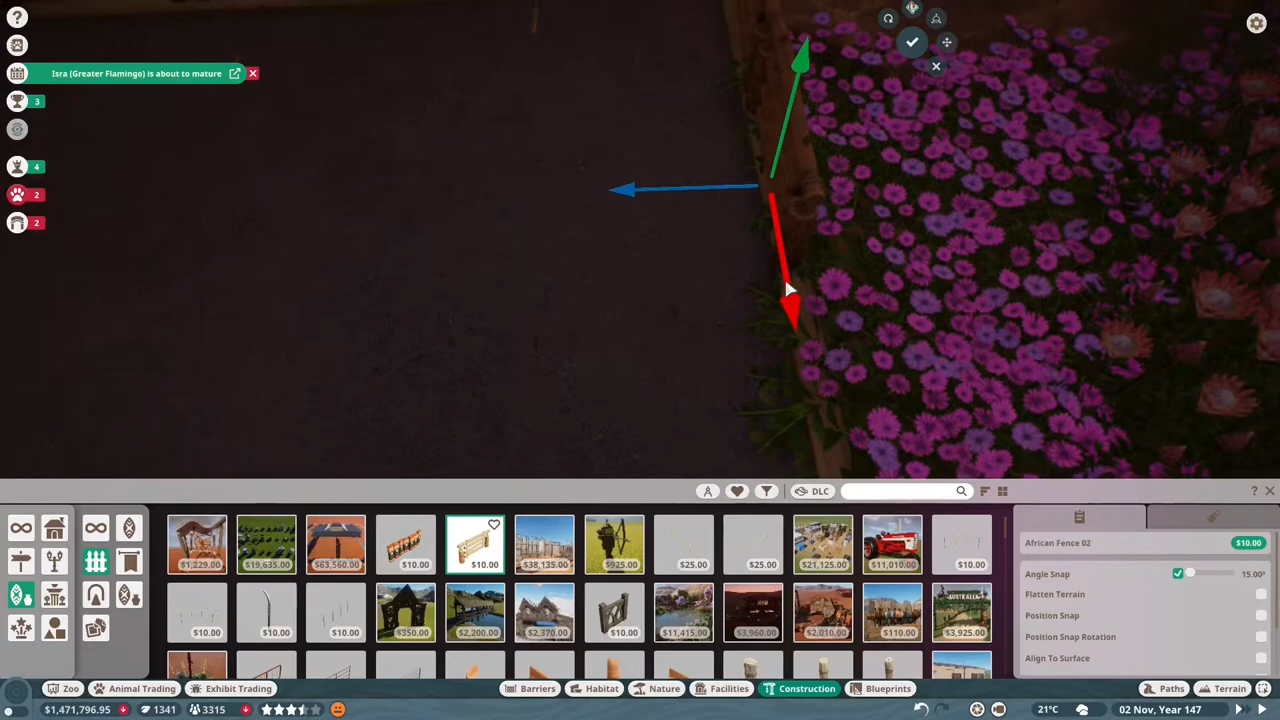 ?
Isra (Greater Flamingo) is about to mature
3
4
2
2
DLC
?
$1,229.00
$19,635.00
$63,560.00
$10.00
$10.00
$38,135.00
$925.00
$25.00
$25.00
$21,125.00
$11,010.00
$10.00
$10.00
$10.00
$10.00
$350.00
$2,200.00
$2,370.00
$10.00
$11,415.00
$3,960.00
$2,010.00
$110.00
$3,925.00
African Fence 02
$10.00
Angle Snap
15.00°
Flatten Terrain
Position Snap
Position Snap Rotation
Align To Surface
Zoo
Animal Trading
Exhibit Trading
Barriers
Habitat
Nature
Facilities
Construction
Blueprints
Paths
Terrain
$1,471,796.95
1341
3315
21°C
02 Nov, Year 147